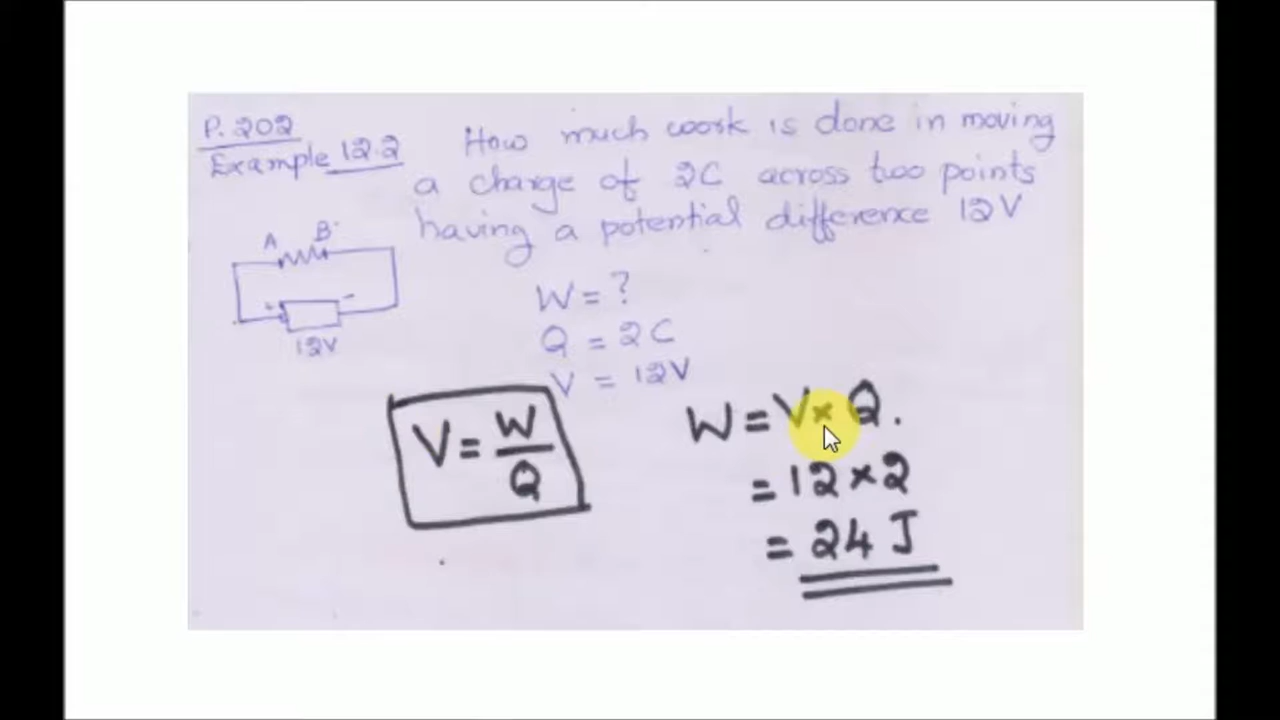 P. 202
Example 12.2 How much work is done in moving
a charge of 2C across two points
having a potential difference 12V
A B
+ -
12V
W = ?
Q = 2C
V = 12V
V = W/Q
W = V × Q.
= 12 × 2
= 24 J